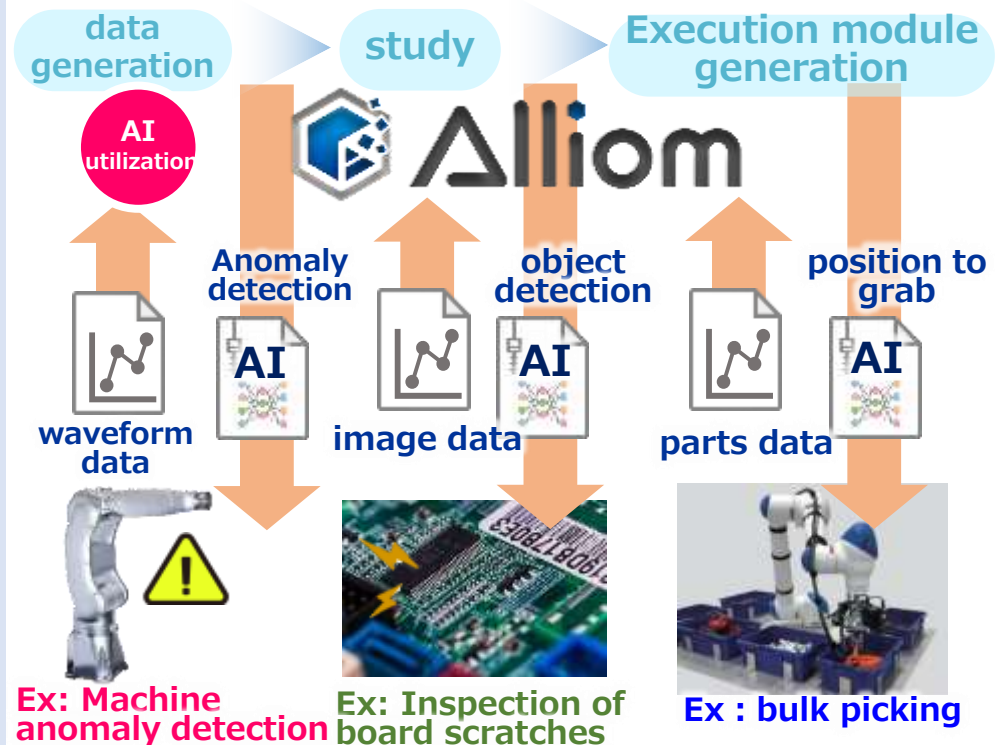 data
generation
study
Execution module
generation
AI
utilization
Alliom
Anomaly
detection
object
detection
position to
grab
AI
AI
AI
waveform
data
image data
parts data
Ex: Machine
anomaly detection
Ex: Inspection of
board scratches
Ex : bulk picking